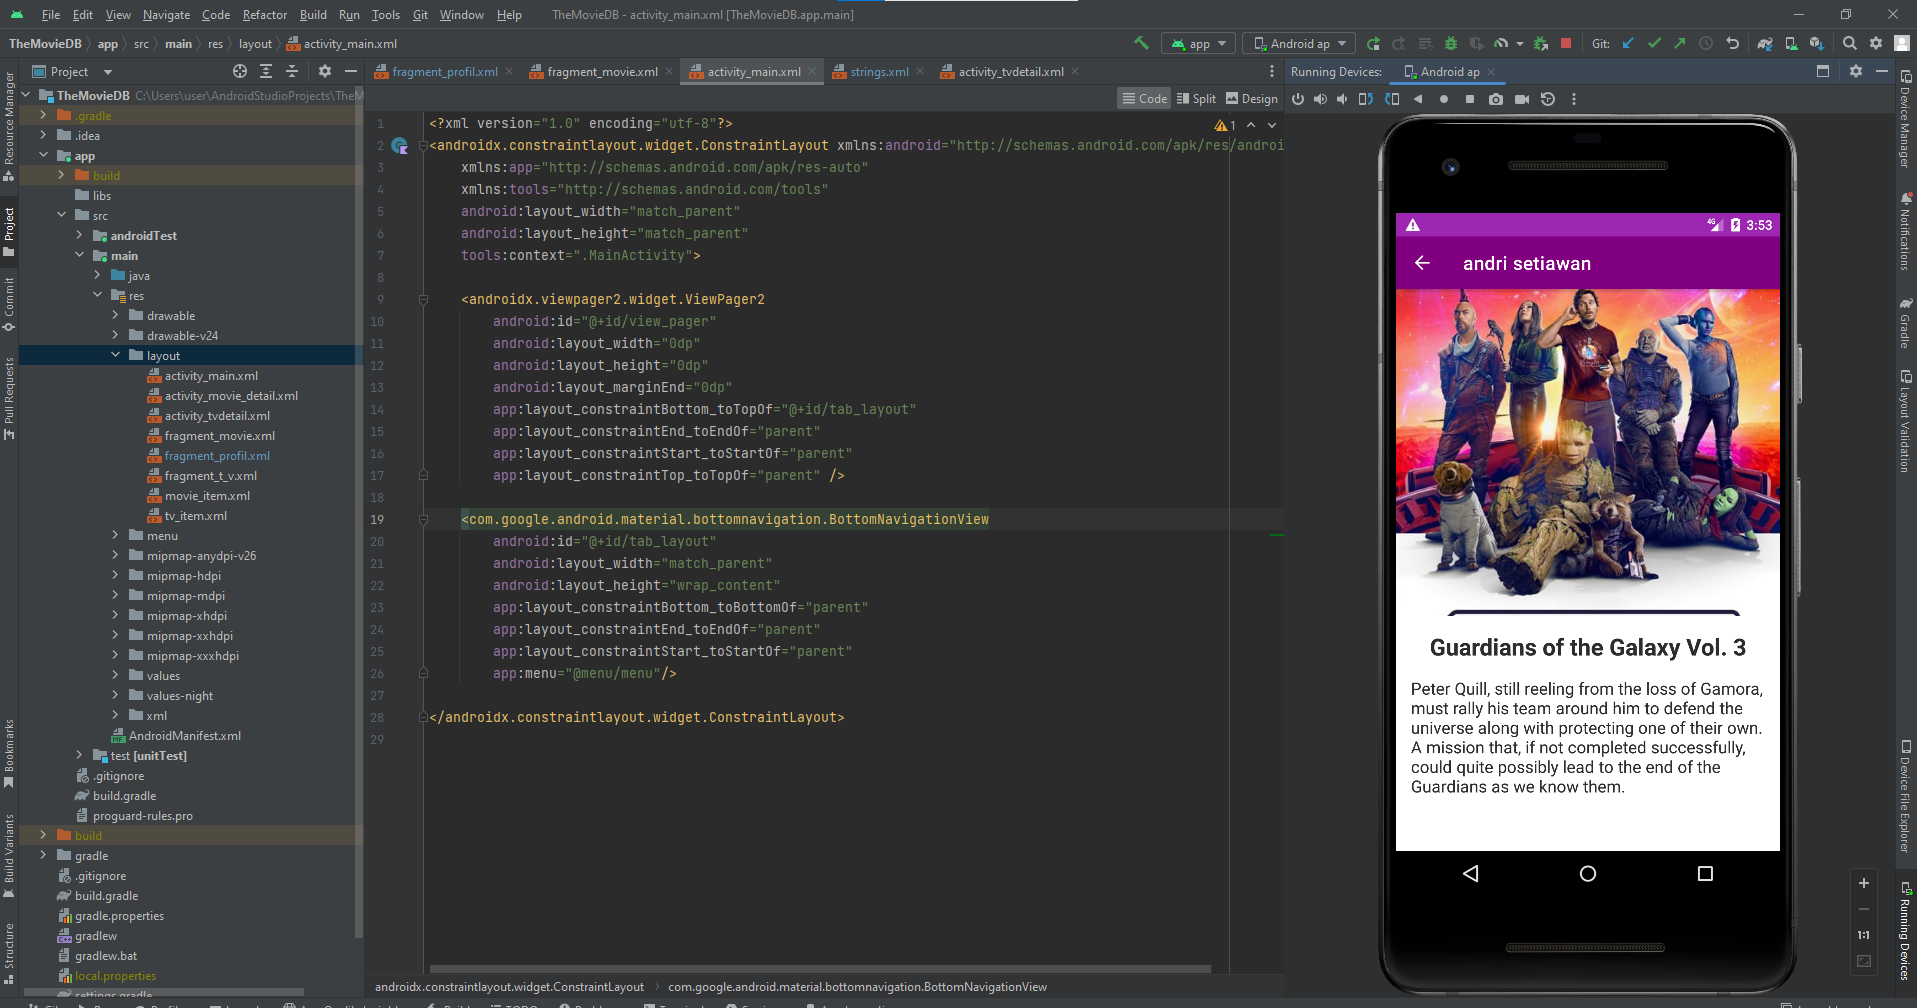 File Edit View Navigate Code Refactor Build Run Tools Git Window Help TheMovieDB - activity_main.xml [TheMovieDB.app.main]
TheMovieDB app src main res layout activity_main.xml
app Android ap Git:
Project
fragment_profil.xml fragment_movie.xml activity_main.xml strings.xml activity_tvdetail.xml
Running Devices: Android ap
Code Split Design
Resource Manager
Project
Commit
Pull Requests
Bookmarks
Build Variants
Structure
TheMovieDB C:\Users\user\AndroidStudioProjects\TheM
.gradle
.idea
app
build
libs
src
androidTest
main
java
res
drawable
drawable-v24
layout
activity_main.xml
activity_movie_detail.xml
activity_tvdetail.xml
fragment_movie.xml
fragment_profil.xml
fragment_t_v.xml
movie_item.xml
tv_item.xml
menu
mipmap-anydpi-v26
mipmap-hdpi
mipmap-mdpi
mipmap-xhdpi
mipmap-xxhdpi
mipmap-xxxhdpi
values
values-night
xml
AndroidManifest.xml
test [unitTest]
.gitignore
build.gradle
proguard-rules.pro
build
gradle
.gitignore
build.gradle
gradle.properties
gradlew
gradlew.bat
local.properties
settings.gradle
1 <?xml version="1.0" encoding="utf-8"?>
2 <androidx.constraintlayout.widget.ConstraintLayout xmlns:android="http://schemas.android.com/apk/res/androi
3 xmlns:app="http://schemas.android.com/apk/res-auto"
4 xmlns:tools="http://schemas.android.com/tools"
5 android:layout_width="match_parent"
6 android:layout_height="match_parent"
7 tools:context=".MainActivity">
8
9 <androidx.viewpager2.widget.ViewPager2
10 android:id="@+id/view_pager"
11 android:layout_width="0dp"
12 android:layout_height="0dp"
13 android:layout_marginEnd="0dp"
14 app:layout_constraintBottom_toTopOf="@+id/tab_layout"
15 app:layout_constraintEnd_toEndOf="parent"
16 app:layout_constraintStart_toStartOf="parent"
17 app:layout_constraintTop_toTopOf="parent" />
18
19 <com.google.android.material.bottomnavigation.BottomNavigationView
20 android:id="@+id/tab_layout"
21 android:layout_width="match_parent"
22 android:layout_height="wrap_content"
23 app:layout_constraintBottom_toBottomOf="parent"
24 app:layout_constraintEnd_toEndOf="parent"
25 app:layout_constraintStart_toStartOf="parent"
26 app:menu="@menu/menu"/>
27
28 </androidx.constraintlayout.widget.ConstraintLayout>
29
1
androidx.constraintlayout.widget.ConstraintLayout com.google.android.material.bottomnavigation.BottomNavigationView
4G 3:53
andri setiawan
Guardians of the Galaxy Vol. 3
Peter Quill, still reeling from the loss of Gamora,
must rally his team around him to defend the
universe along with protecting one of their own.
A mission that, if not completed successfully,
could quite possibly lead to the end of the
Guardians as we know them.
1:1
Device Manager
Notifications
Gradle
Layout Validation
Device File Explorer
Running Devices